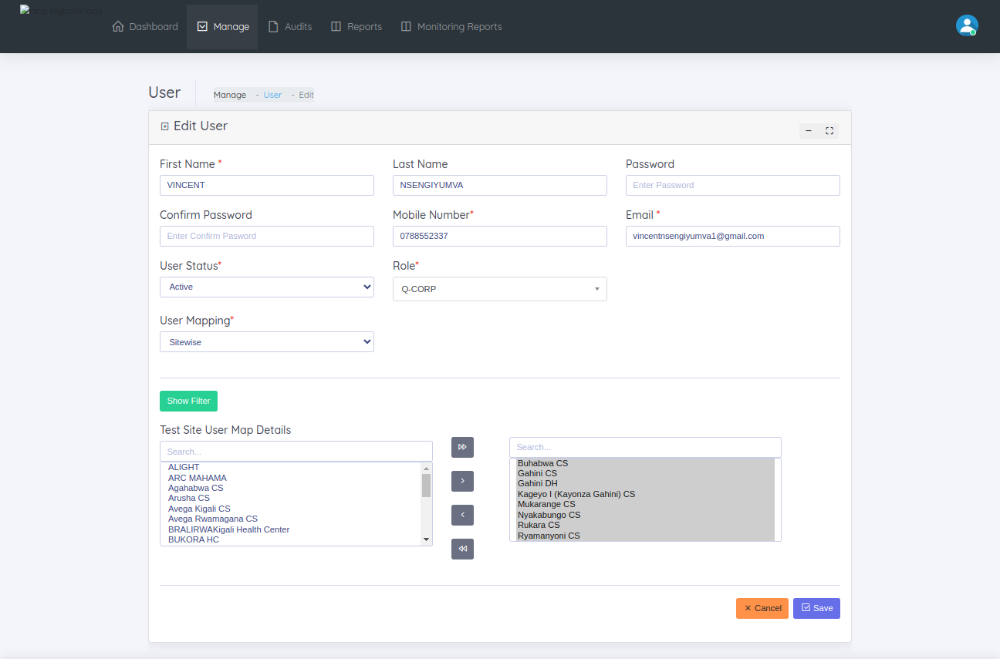 Dashboard
Manage
Audits
Reports
Monitoring Reports
User
Manage - User - Edit
Edit User
First Name *
Last Name
Password
VINCENT
NSENGIYUMVA
Enter Password
Confirm Password
Mobile Number*
Email *
Enter Confirm Pasword
0788552337
vincentnsengiyumva1@gmail.com
User Status*
Role*
Active
Q-CORP
User Mapping*
Sitewise
Show Filter
Test Site User Map Details
Search...
ALIGHT
ARC MAHAMA
Agahabwa CS
Arusha CS
Avega Kigali CS
Avega Rwamagana CS
BRALIRWAKigali Health Center
BUKORA HC
Search...
Buhabwa CS
Gahini CS
Gahini DH
Kageyo I (Kayonza Gahini) CS
Mukarange CS
Nyakabungo CS
Rukara CS
Ryamanyoni CS
Cancel
Save